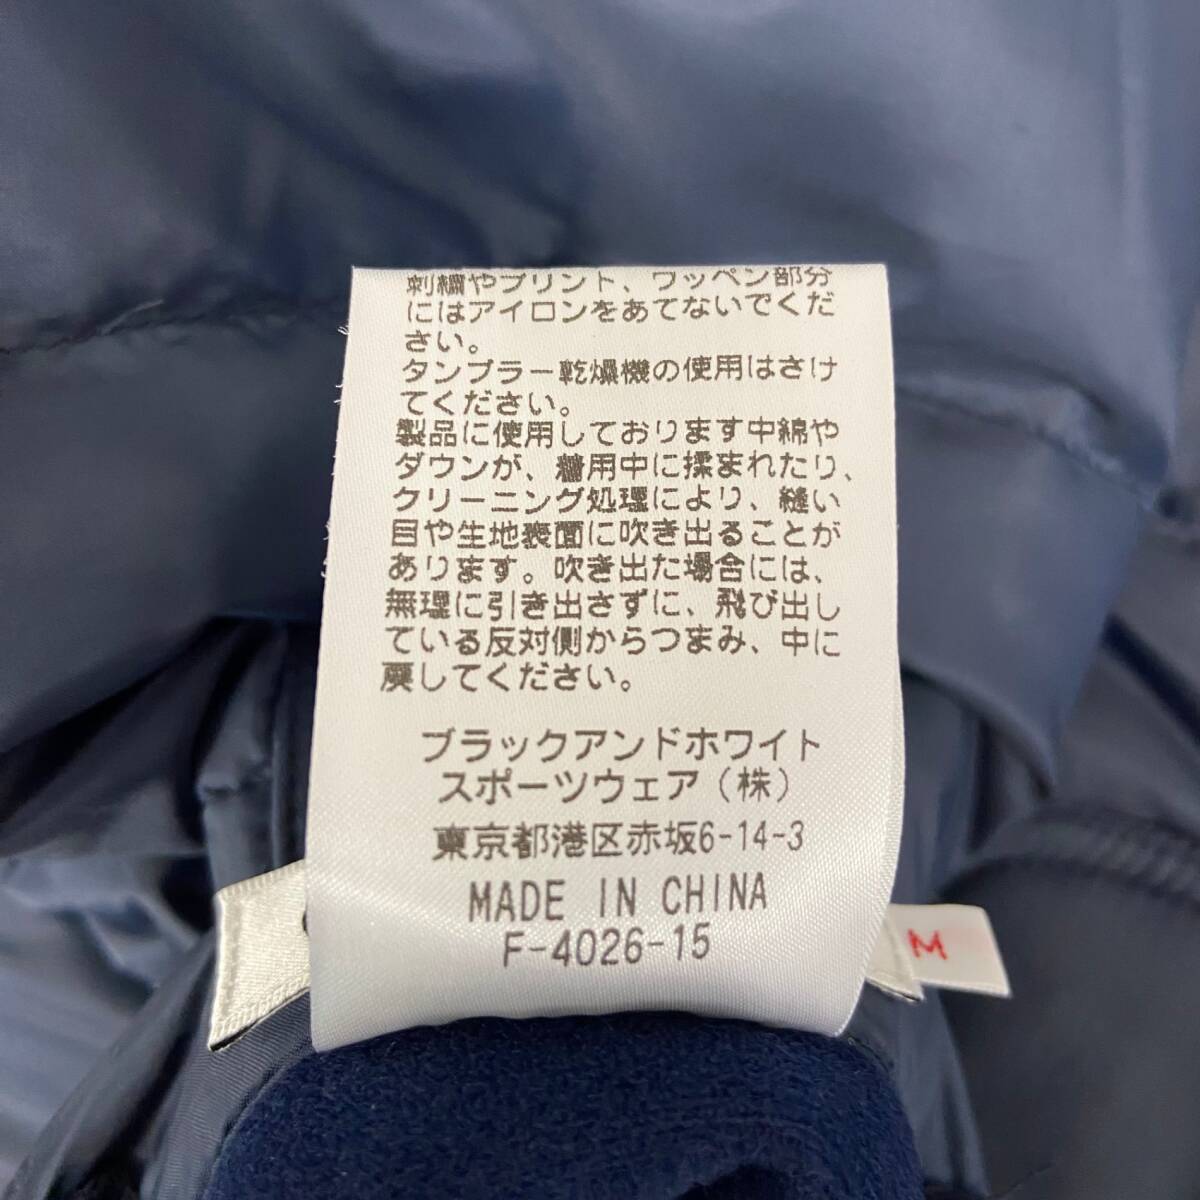 刺繍やプリント、ワッペン部分
にはアイロンをあてないでくだ
さい。
タンブラー乾燥機の使用はさけ
てください。
製品に使用しております中綿や
ダウンが、着用中に揉まれたり、
クリーニング処理により、縫い
目や生地表面に吹き出ることが
あります。吹き出た場合には、
無理に引き出さずに、飛び出し
ている反対側からつまみ、中に
戻してください。
ブラックアンドホワイト
スポーツウェア(株)
東京都港区赤坂6-14-3
MADE IN CHINA
F-4026-15
M